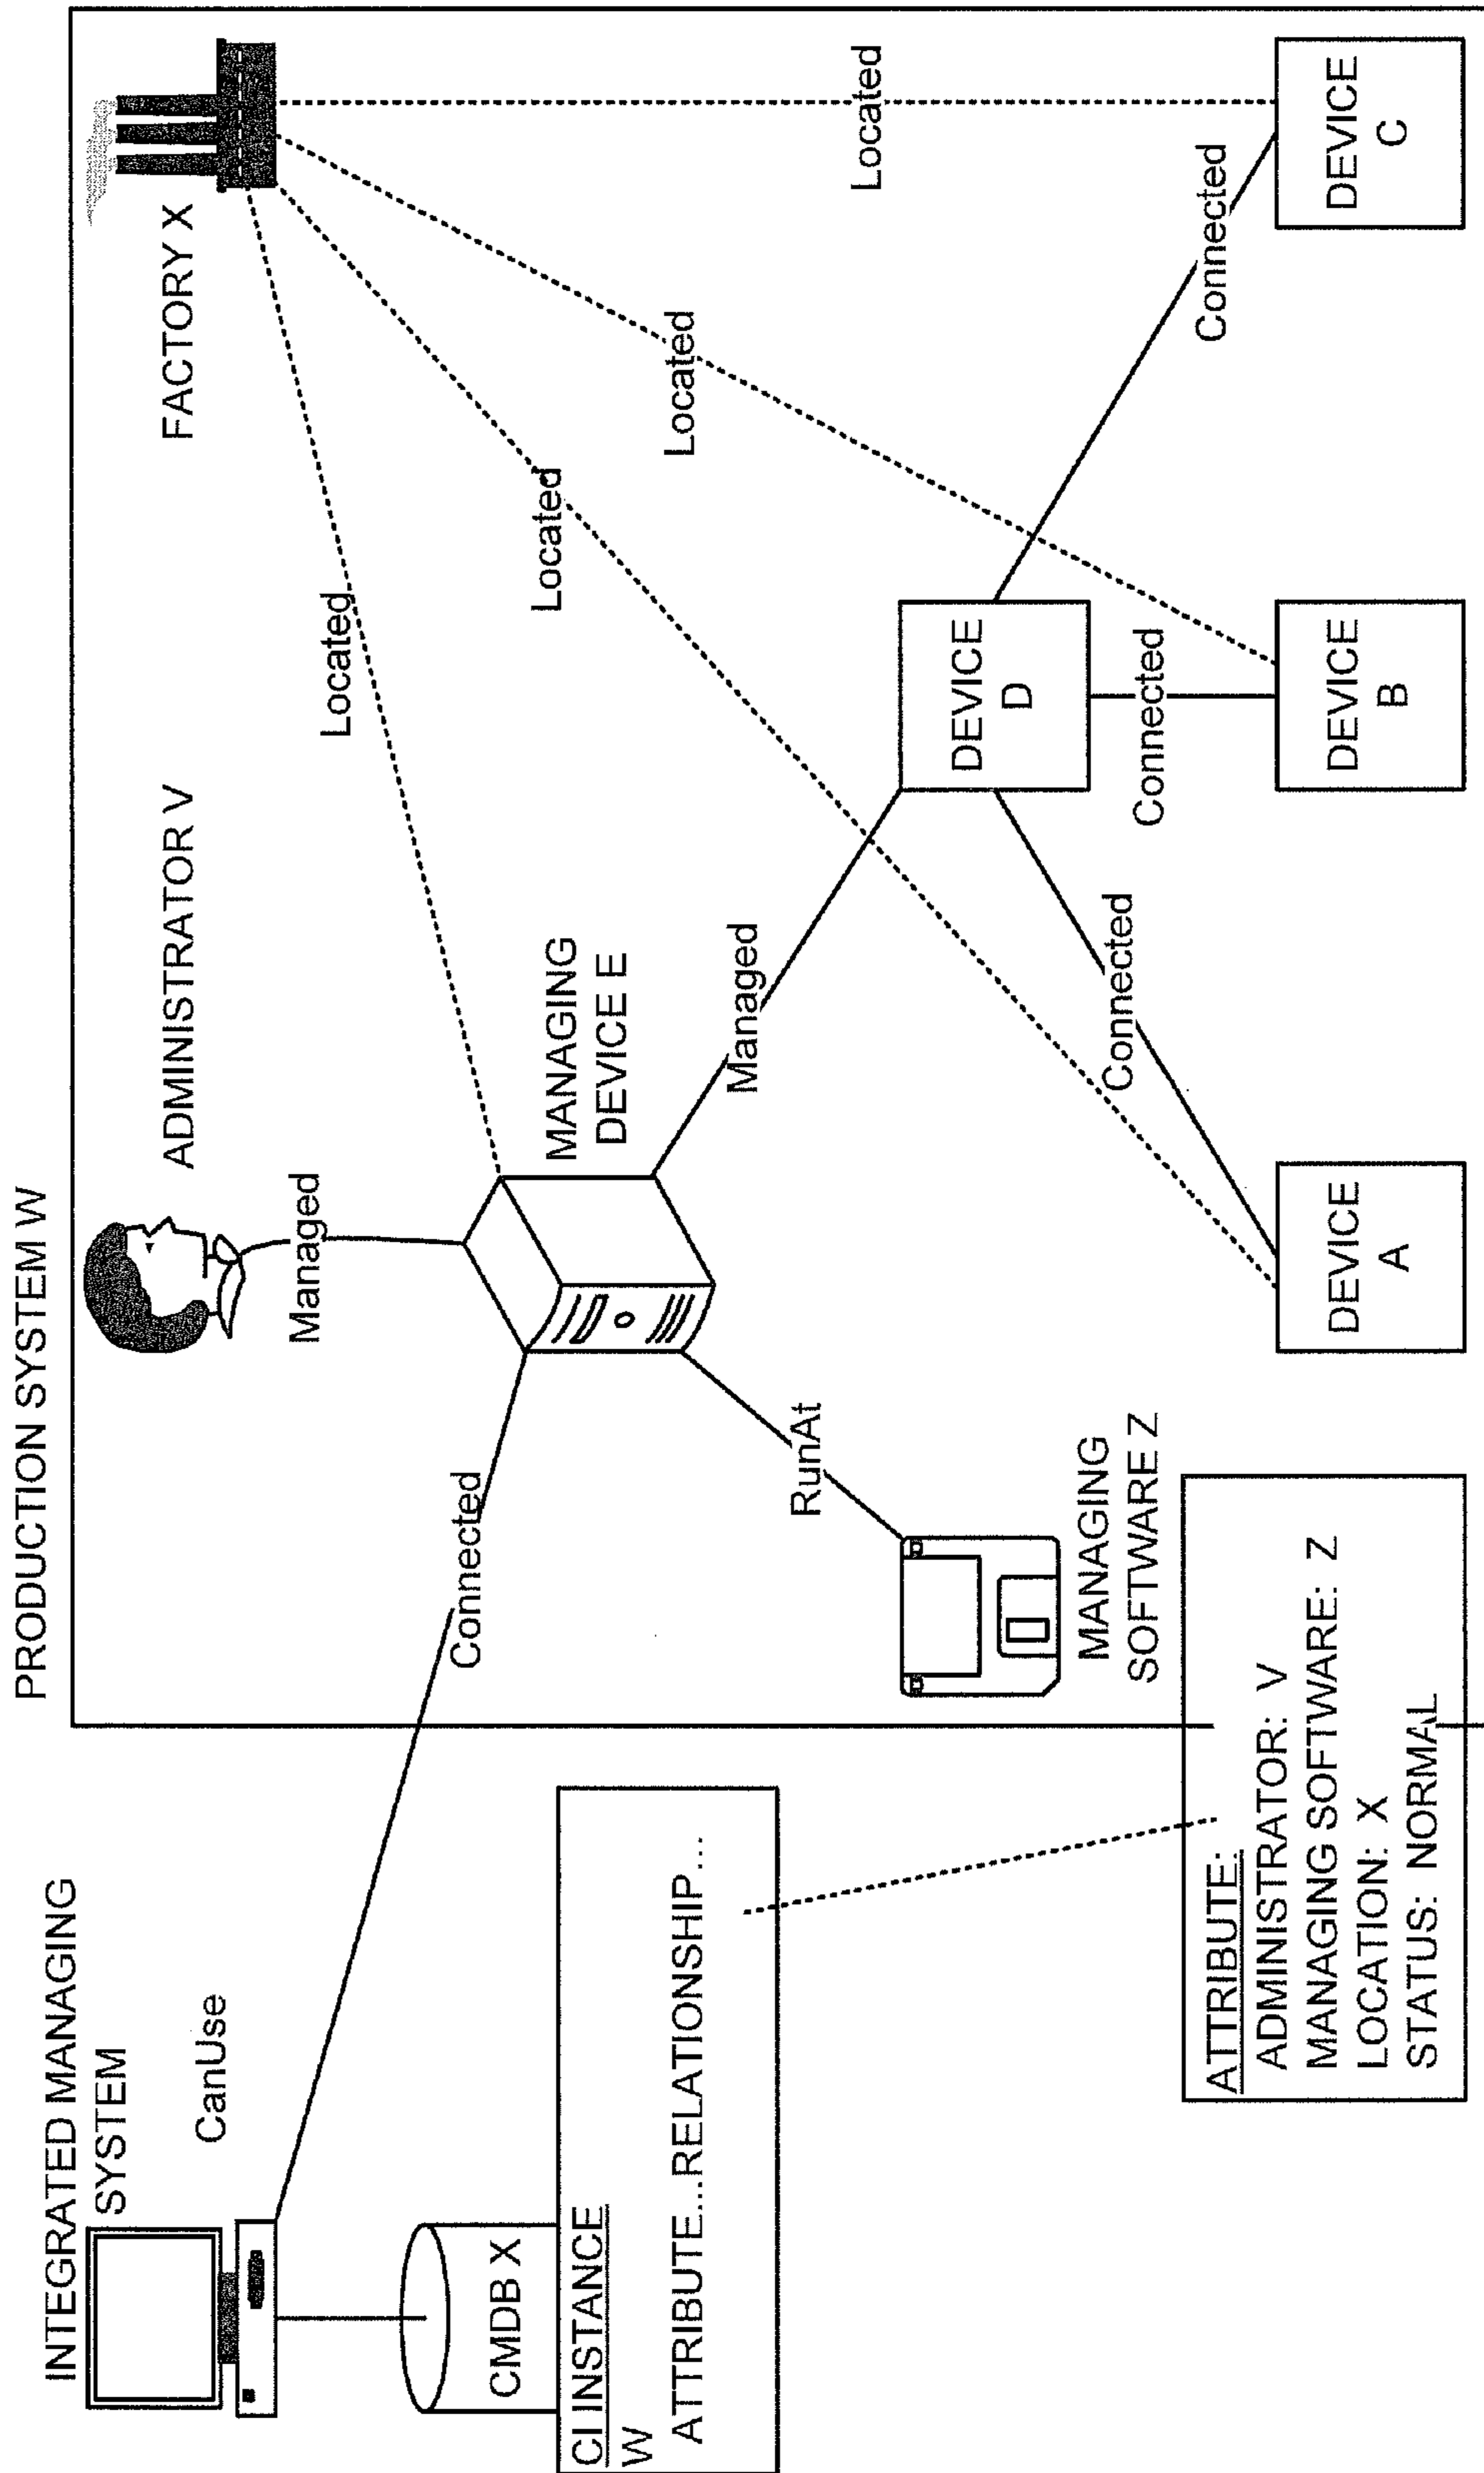 PRODUCTION SYSTEM W
INTEGRATED MANAGING
SYSTEM
CanUse
CMDB X
CI INSTANCE
W
ATTRIBUTE...RELATIONSHIP...
ATTRIBUTE:
ADMINISTRATOR: V
MANAGING SOFTWARE: Z
LOCATION: X
STATUS: NORMAL
Connected
ADMINISTRATOR V
Managed
MANAGING
DEVICE E
RunAt
MANAGING
SOFTWARE Z
FACTORY X
Located
Located
Located
Located
Managed
DEVICE
D
Connected
Connected
Connected
DEVICE
A
DEVICE
B
DEVICE
C